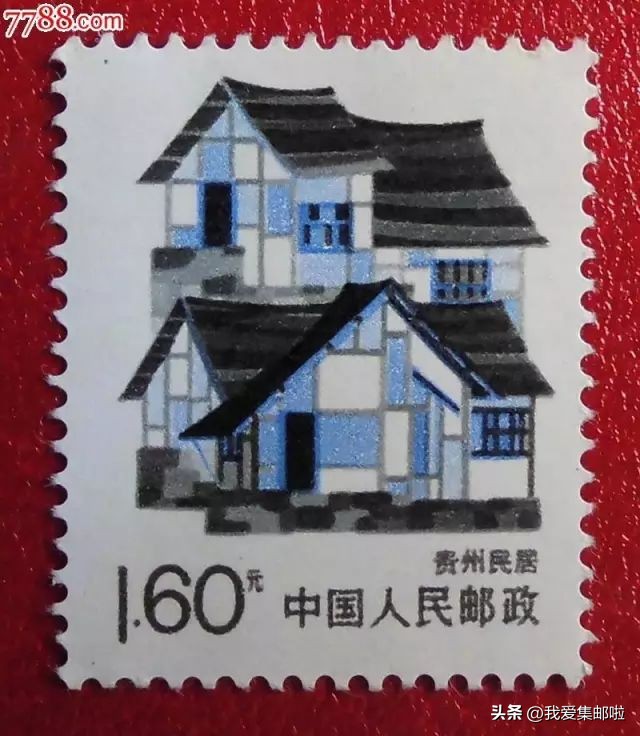 7788.com
贵州民居
1.60元 中国人民邮政
头条 @我爱集邮啦